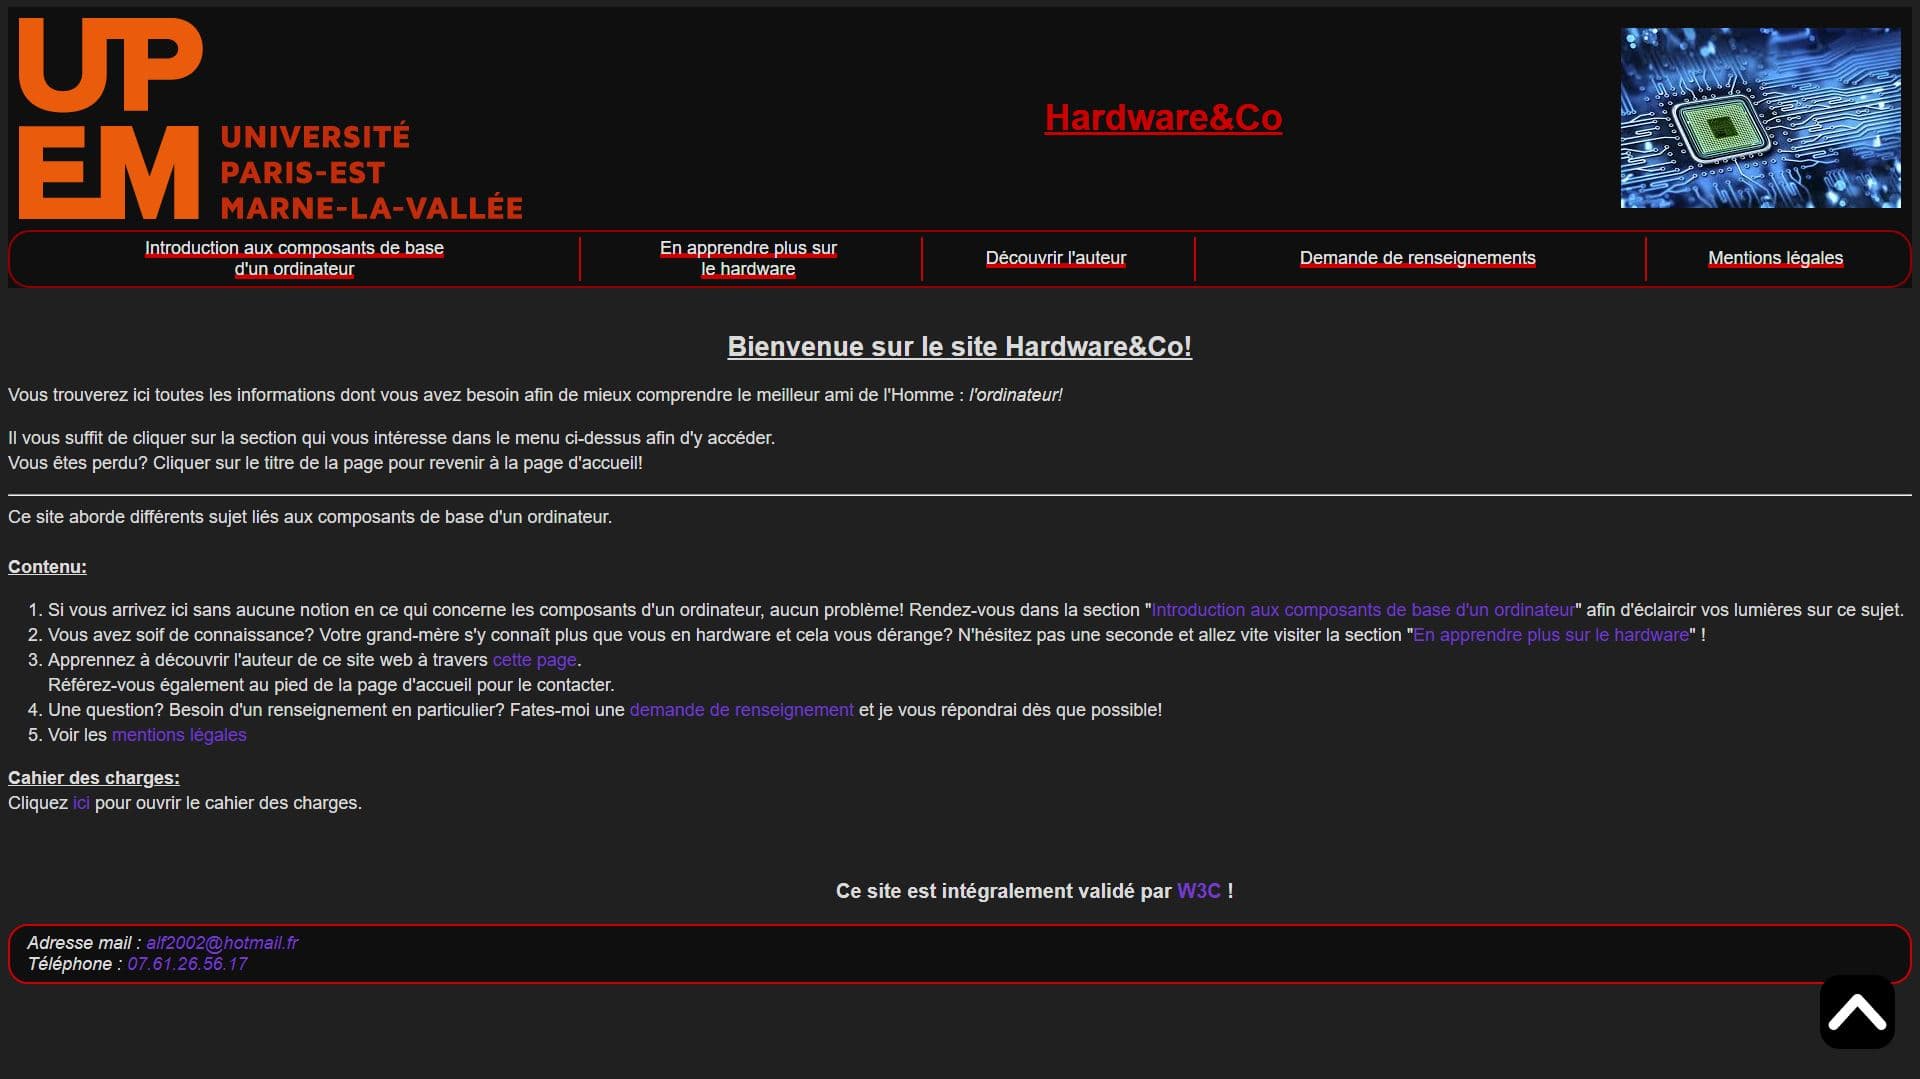 UP
EM
UNIVERSITÉ
PARIS-EST
MARNE-LA-VALLÉE
Hardware&Co
Introduction aux composants de base
d'un ordinateur
En apprendre plus sur
le hardware
Découvrir l'auteur
Demande de renseignements
Mentions légales
Bienvenue sur le site Hardware&Co!
Vous trouverez ici toutes les informations dont vous avez besoin afin de mieux comprendre le meilleur ami de l'Homme : l'ordinateur!
Il vous suffit de cliquer sur la section qui vous intéresse dans le menu ci-dessus afin d'y accéder.
Vous êtes perdu? Cliquer sur le titre de la page pour revenir à la page d'accueil!
Ce site aborde différents sujet liés aux composants de base d'un ordinateur.
Contenu:
1. Si vous arrivez ici sans aucune notion en ce qui concerne les composants d'un ordinateur, aucun problème! Rendez-vous dans la section "Introduction aux composants de base d'un ordinateur" afin d'éclaircir vos lumières sur ce sujet.
2. Vous avez soif de connaissance? Votre grand-mère s'y connaît plus que vous en hardware et cela vous dérange? N'hésitez pas une seconde et allez vite visiter la section "En apprendre plus sur le hardware" !
3. Apprennez à découvrir l'auteur de ce site web à travers cette page.
Référez-vous également au pied de la page d'accueil pour le contacter.
4. Une question? Besoin d'un renseignement en particulier? Fates-moi une demande de renseignement et je vous répondrai dès que possible!
5. Voir les mentions légales
Cahier des charges:
Cliquez ici pour ouvrir le cahier des charges.
Ce site est intégralement validé par W3C !
Adresse mail : alf2002@hotmail.fr
Téléphone : 07.61.26.56.17